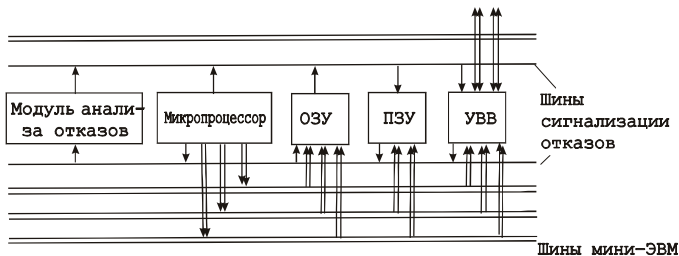 Модуль анали-
за отказов
Микропроцессор
ОЗУ
ПЗУ
УВВ
Шины
сигнализации
отказов
Шины мини-ЭВМ